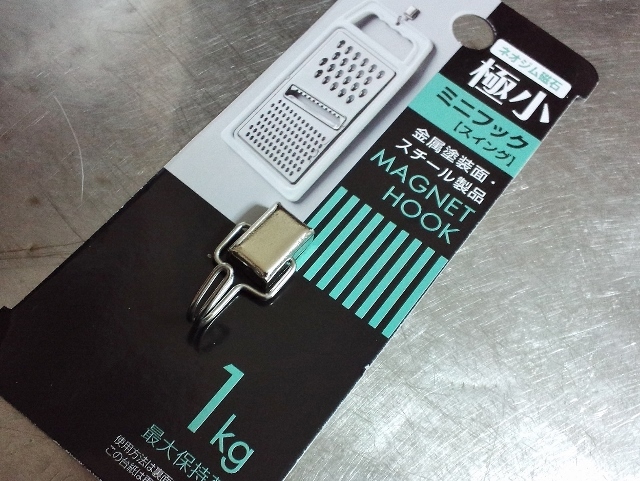 ネオジム磁石
極小
ミニフック
[スイング]
金属塗装面・
スチール製品
MAGNET
HOOK
1kg
最大保持
使用方法は裏面
この台紙は